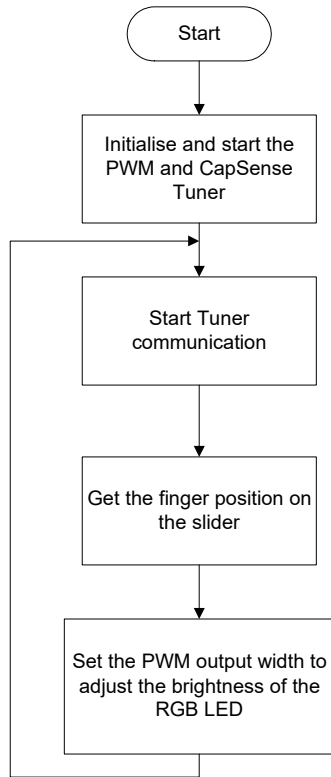 Start
Initialise and start the
PWM and CapSense
Tuner
Start Tuner
communication
Get the finger position on
the slider
Set the PWM output width to
adjust the brightness of the
RGB LED